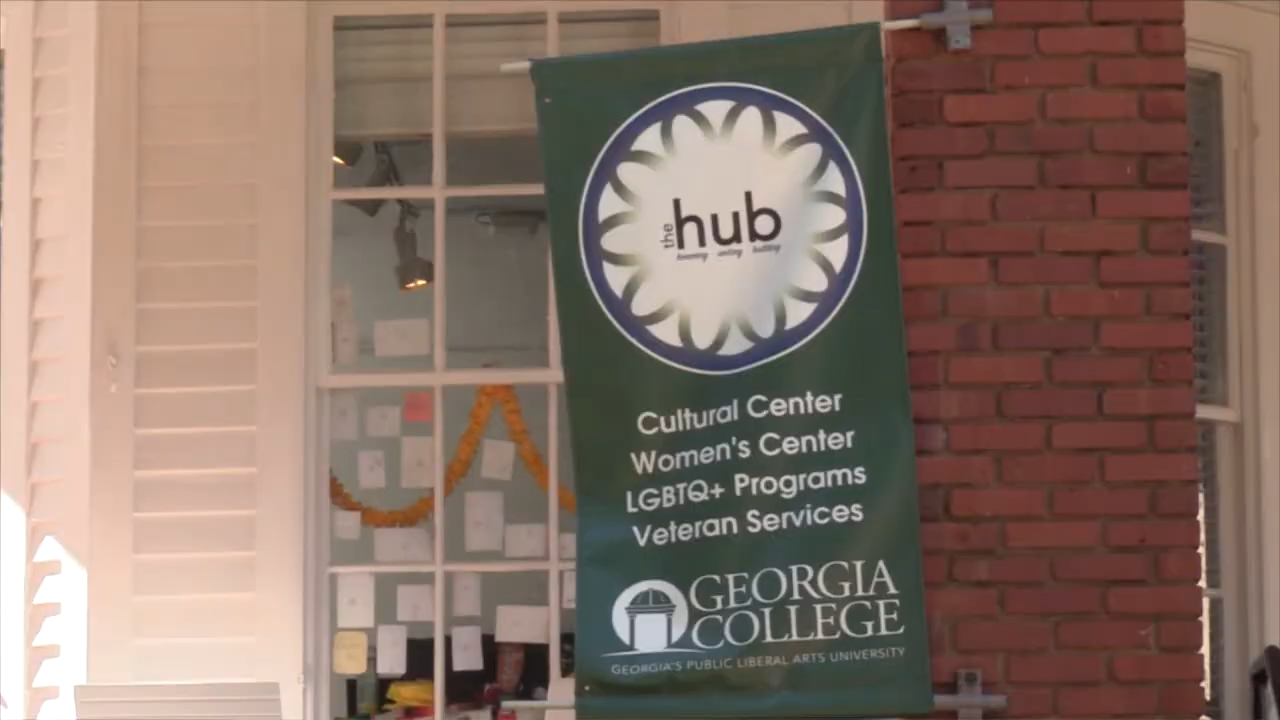 the hub
Cultural Center
Women's Center
LGBTQ+ Programs
Veteran Services
GEORGIA
COLLEGE
GEORGIA'S PUBLIC LIBERAL ARTS UNIVERSITY